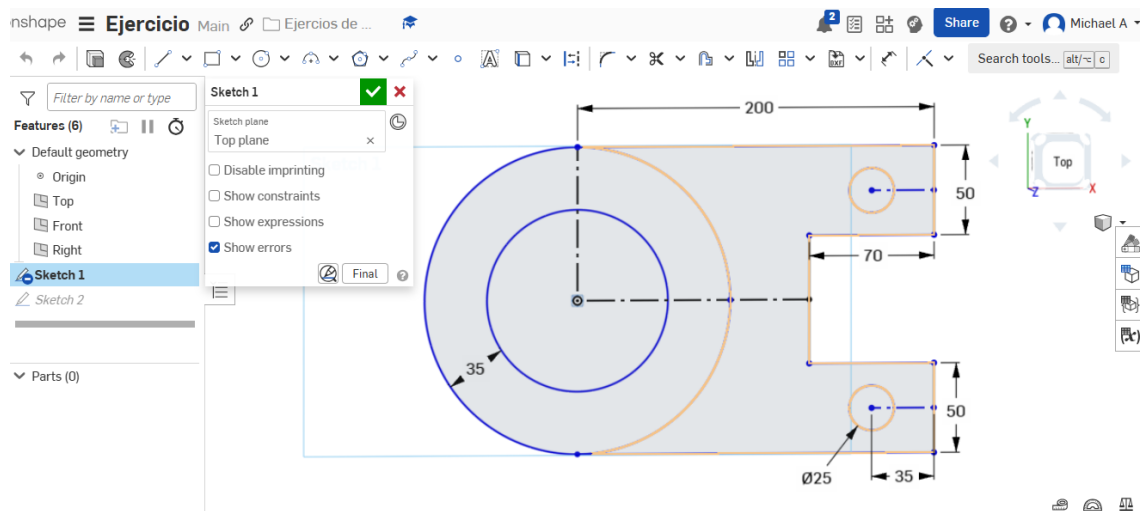 nshape Ejercicio Main Ejercios de ... 2 Share Michael A
Search tools... alt/⌥ c
Filter by name or type
Features (6)
Default geometry
Origin
Top
Front
Right
Sketch 1
Sketch 2
Parts (0)
Sketch 1
Sketch plane
Top plane
Disable imprinting
Show constraints
Show expressions
Show errors
Final
200
50
70
35
50
Ø25
35
Y
Top
X
Z
(x)